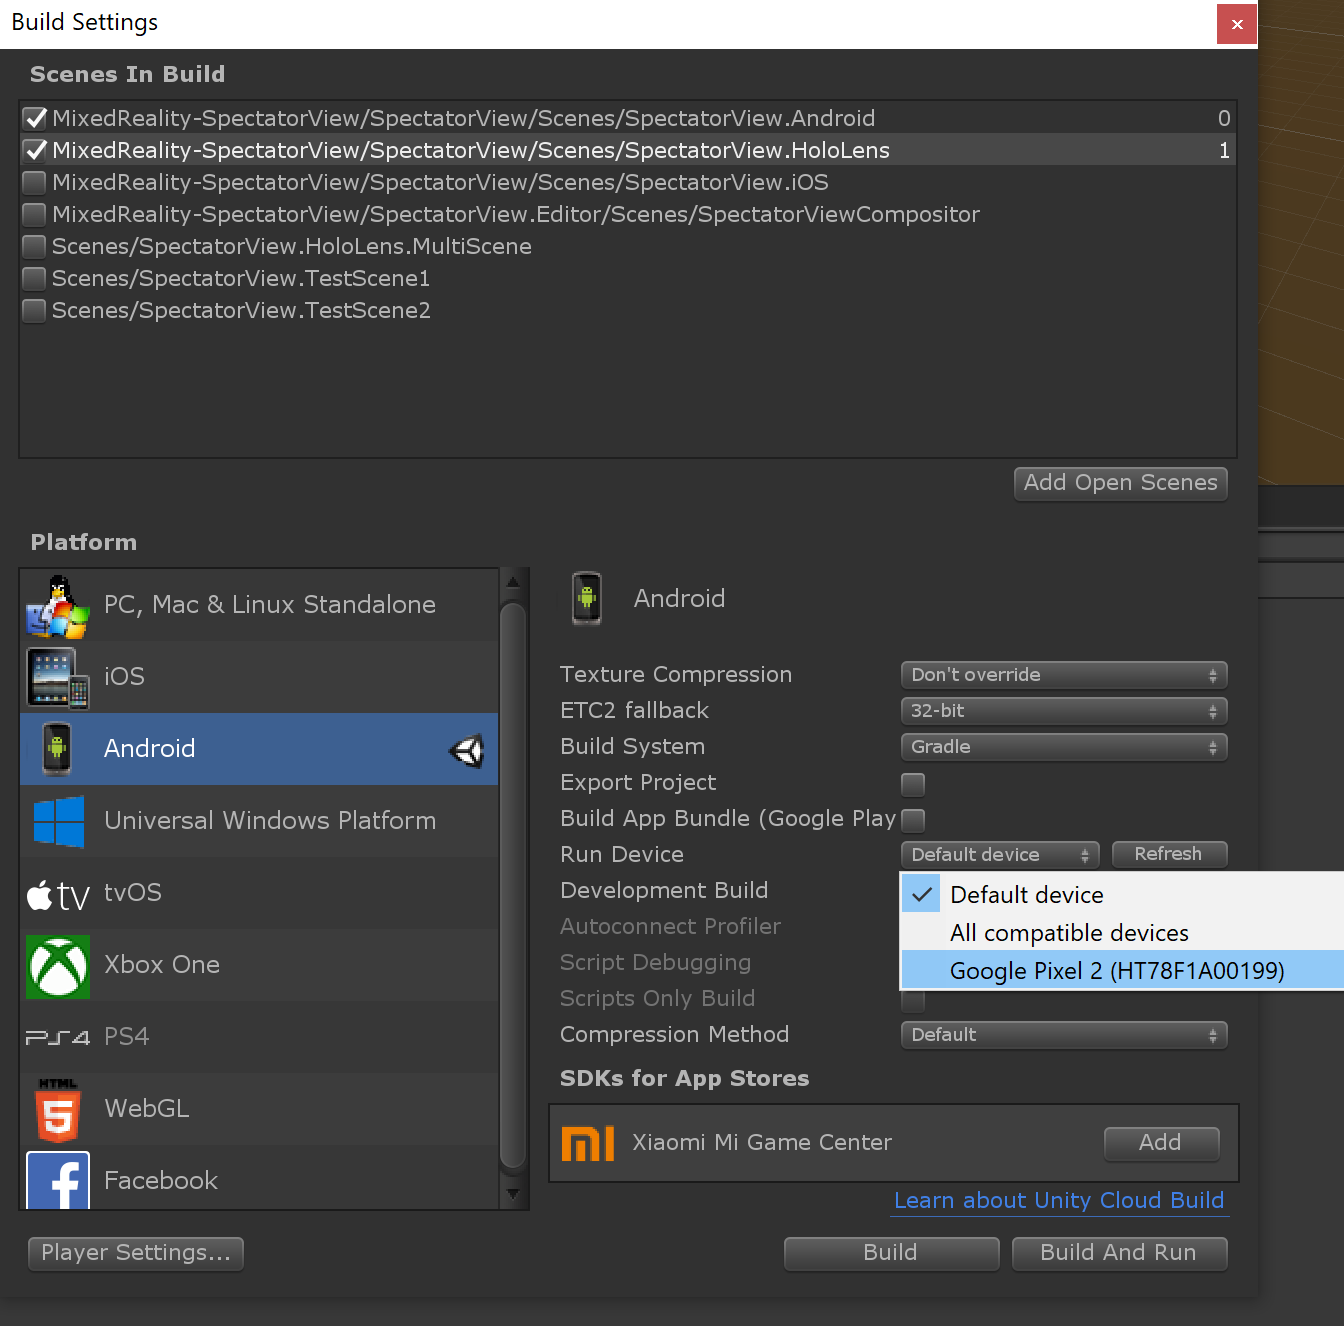 Build Settings
Scenes In Build
MixedReality-SpectatorView/SpectatorView/Scenes/SpectatorView.Android 0
MixedReality-SpectatorView/SpectatorView/Scenes/SpectatorView.HoloLens 1
MixedReality-SpectatorView/SpectatorView/Scenes/SpectatorView.iOS
MixedReality-SpectatorView/SpectatorView.Editor/Scenes/SpectatorViewCompositor
Scenes/SpectatorView.HoloLens.MultiScene
Scenes/SpectatorView.TestScene1
Scenes/SpectatorView.TestScene2
Add Open Scenes
Platform
PC, Mac & Linux Standalone
iOS
Android
Universal Windows Platform
tv tvOS
Xbox One
PS4 PS4
HTML 5 WebGL
f Facebook
Player Settings...
Android
Texture Compression Don't override
ETC2 fallback 32-bit
Build System Gradle
Export Project
Build App Bundle (Google Play
Run Device Default device Refresh
Default device
All compatible devices
Google Pixel 2 (HT78F1A00199)
Development Build
Autoconnect Profiler
Script Debugging
Scripts Only Build
Compression Method Default
SDKs for App Stores
mi Xiaomi Mi Game Center Add
Learn about Unity Cloud Build
Build Build And Run